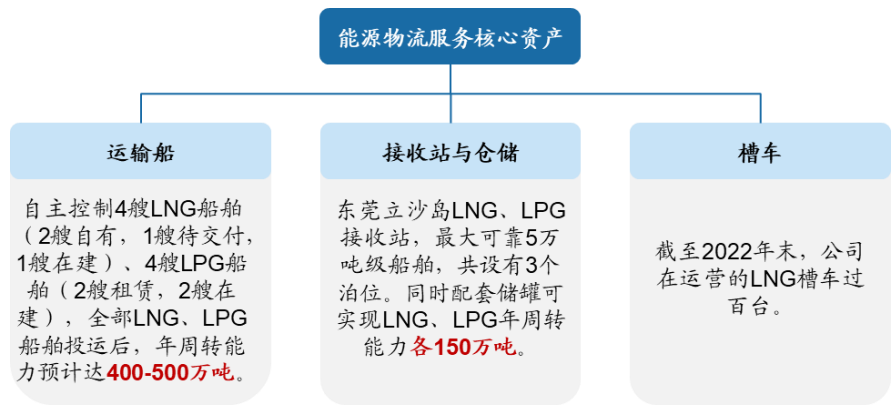 能源物流服务核心资产
运输船
自主控制4艘LNG船舶
（2艘自有，1艘待交付，
1艘在建）、4艘LPG船
舶（2艘租赁，2艘在
建），全部LNG、LPG
船舶投运后，年周转能
力预计达400-500万吨。
接收站与仓储
东莞立沙岛LNG、LPG
接收站，最大可靠5万
吨级船舶，共设有3个
泊位。同时配套储罐可
实现LNG、LPG年周转
能力各150万吨。
槽车
截至2022年末，公司
在运营的LNG槽车过
百台。